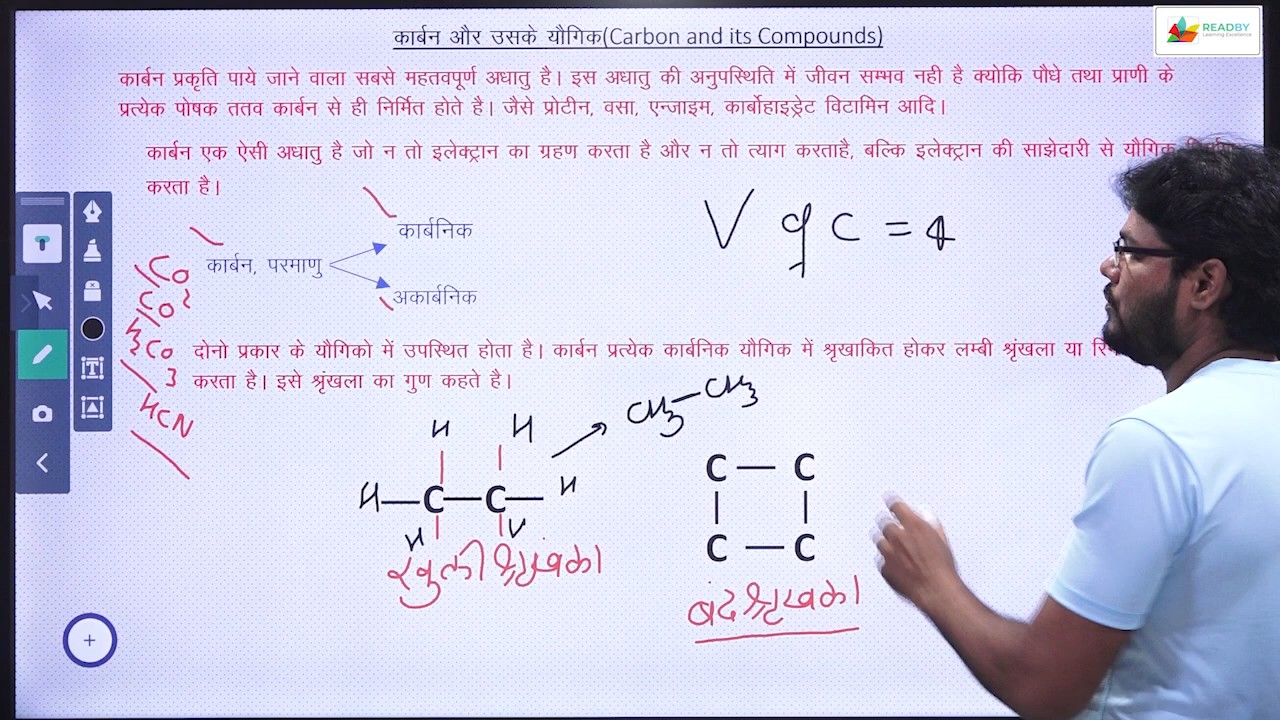 READBY
Learning Excellence
कार्बन और उसके यौगिक(Carbon and its Compounds)
कार्बन प्रकृति पाये जाने वाला सबसे महतवपूर्ण अधातु है। इस अधातु की अनुपस्थिति में जीवन सम्भव नही है क्योकि पौधे तथा प्राणी के
प्रत्येक पोषक ततव कार्बन से ही निर्मित होते है। जैसे प्रोटीन, वसा, एन्जाइम, कार्बोहाइड्रेट विटामिन आदि।
कार्बन एक ऐसी अधातु है जो न तो इलेक्ट्रान का ग्रहण करता है और न तो त्याग करताहै, बल्कि इलेक्ट्रान की साझेदारी से यौगिक
करता है।
V of C = 4
कार्बनिक
कार्बन, परमाणु
अकार्बनिक
CO
CO2
HCN
दोनो प्रकार के यौगिको में उपस्थित होता है। कार्बन प्रत्येक कार्बनिक यौगिक में श्रृखाकित होकर लम्बी श्रृंखला या
करता है। इसे श्रृंखला का गुण कहते है।
CH3—CH3
H H
H—C—C—H
H
खुली श्रृखंला
C — C
| |
C — C
बंद श्रृखंला